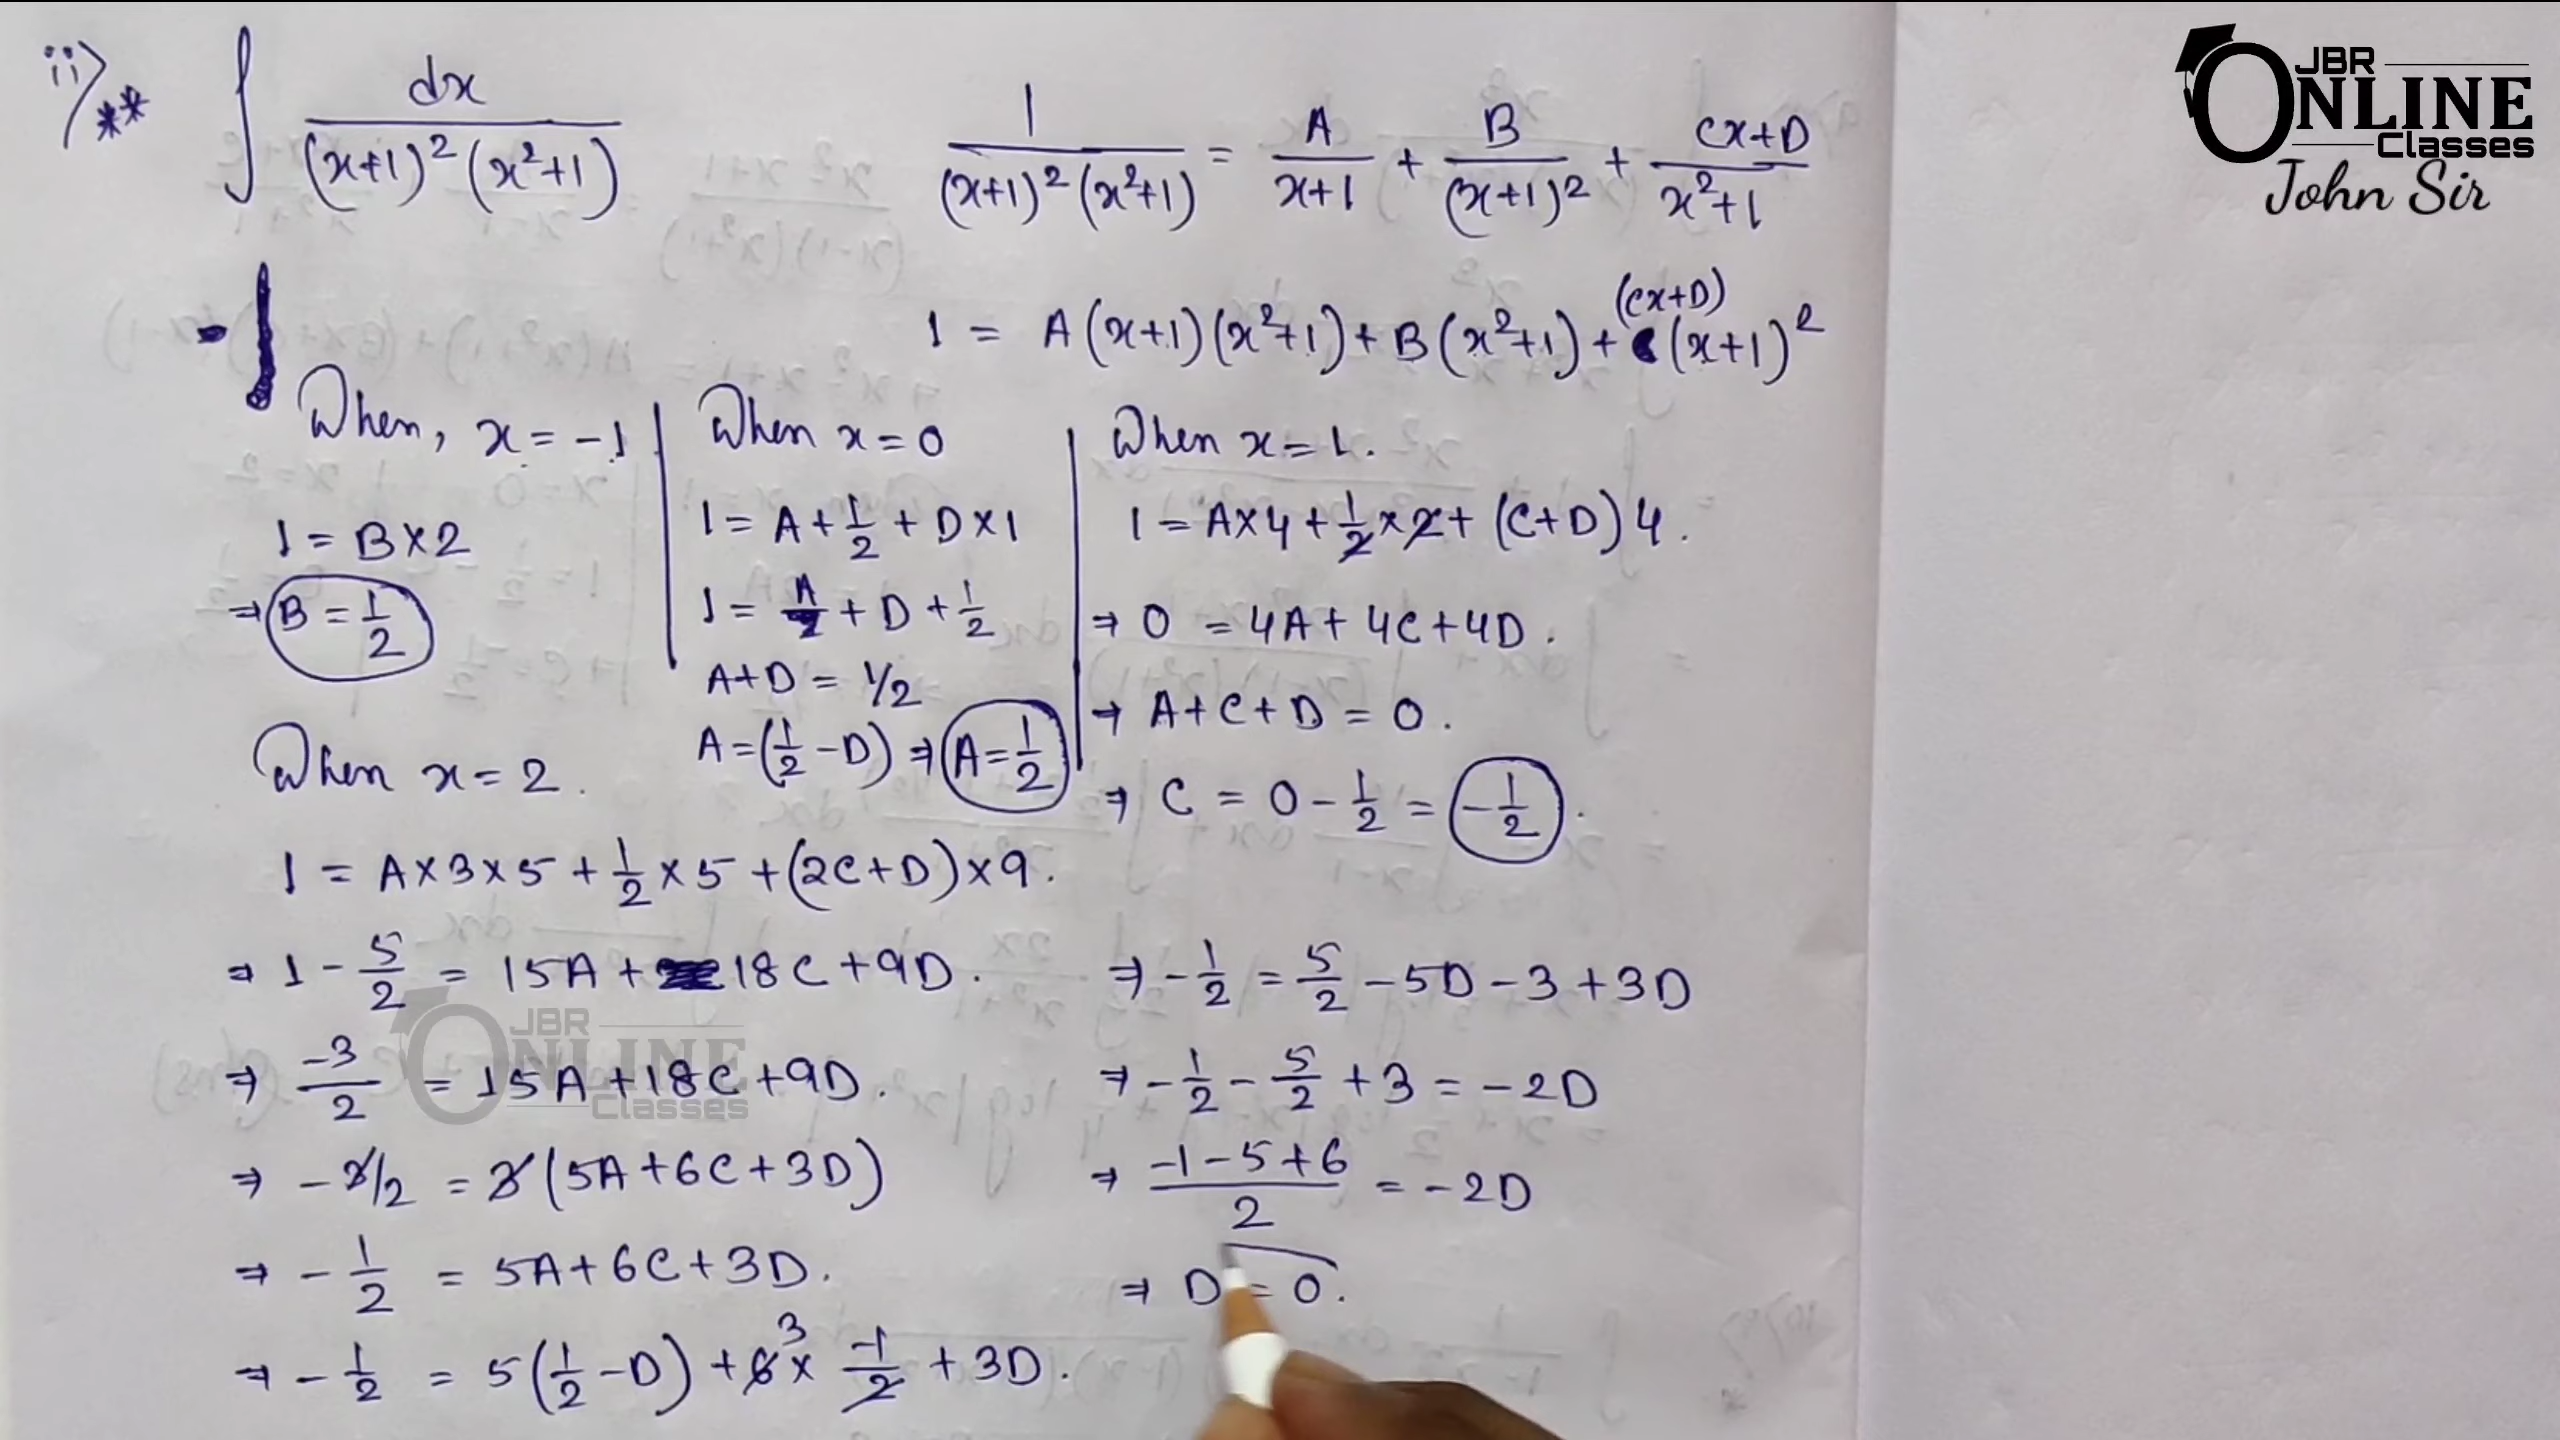 ii) **
∫ dx / (x+1)² (x²+1)
1 / (x+1)² (x²+1) = A / x+1 + B / (x+1)² + Cx+D / x²+1
1 = A (x+1) (x²+1) + B (x²+1) + (Cx+D) (x+1)²
When, x = -1
1 = B×2
⇒ B = 1/2
When x = 0
1 = A + 1/2 + D×1
1 = A + D + 1/2
A+D = 1/2
A = (1/2 - D) ⇒ A = 1/2
When x = 1.
1 = A×4 + 1/2 × 2 + (C+D) 4.
⇒ 0 = 4A + 4C + 4D.
⇒ A + C + D = 0.
⇒ C = 0 - 1/2 = -1/2.
When x = 2.
1 = A×3×5 + 1/2 × 5 + (2C+D) × 9.
⇒ 1 - 5/2 = 15A + 18C + 9D.
⇒ -3/2 = 15A + 18C + 9D.
⇒ -3/2 = 3 (5A + 6C + 3D)
⇒ -1/2 = 5A + 6C + 3D.
⇒ -1/2 = 5 (1/2 - D) + 6 3 × -1/2 + 3D.
⇒ -1/2 = 5/2 - 5D - 3 + 3D
⇒ -1/2 - 5/2 + 3 = -2D
⇒ -1-5+6 / 2 = -2D
⇒ D = 0.
JBR
ONLINE
Classes
John Sir
JBR
ONLINE
Classes